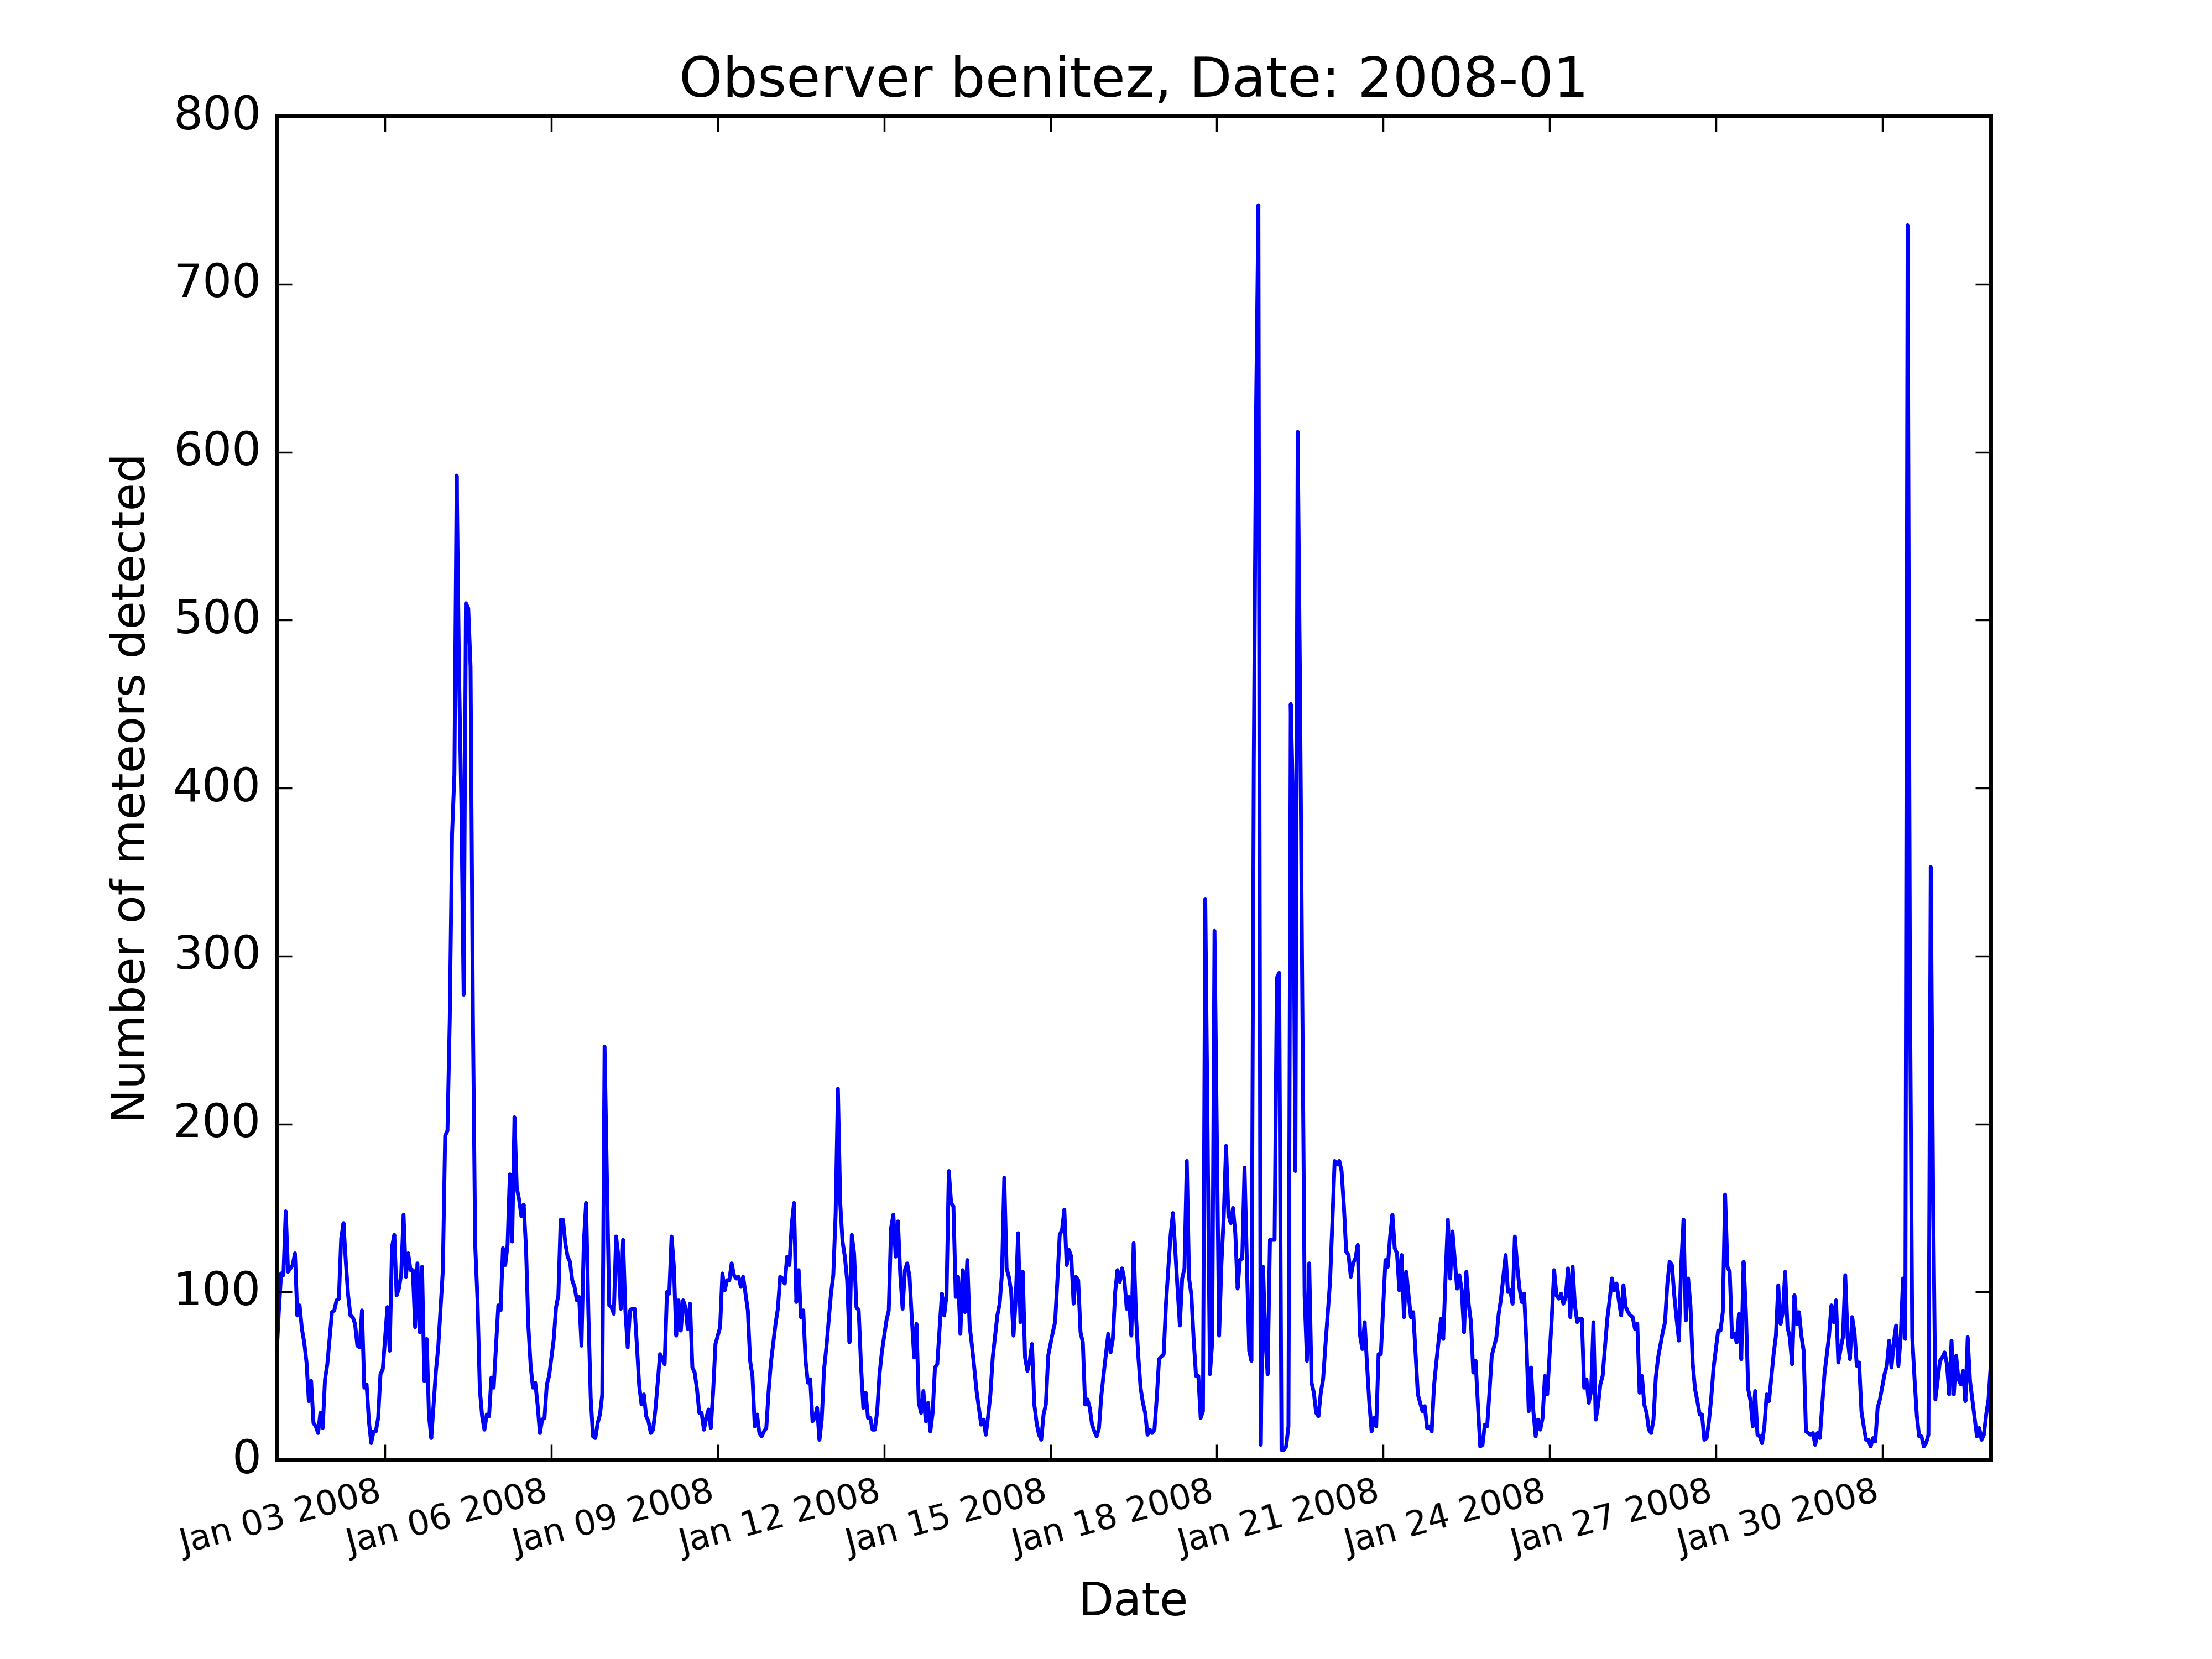 Observer benitez, Date: 2008-01
800
700
600
500
400
300
200
100
0
Number of meteors detected
Jan 03 2008
Jan 06 2008
Jan 09 2008
Jan 12 2008
Jan 15 2008
Jan 18 2008
Jan 21 2008
Jan 24 2008
Jan 27 2008
Jan 30 2008
Date